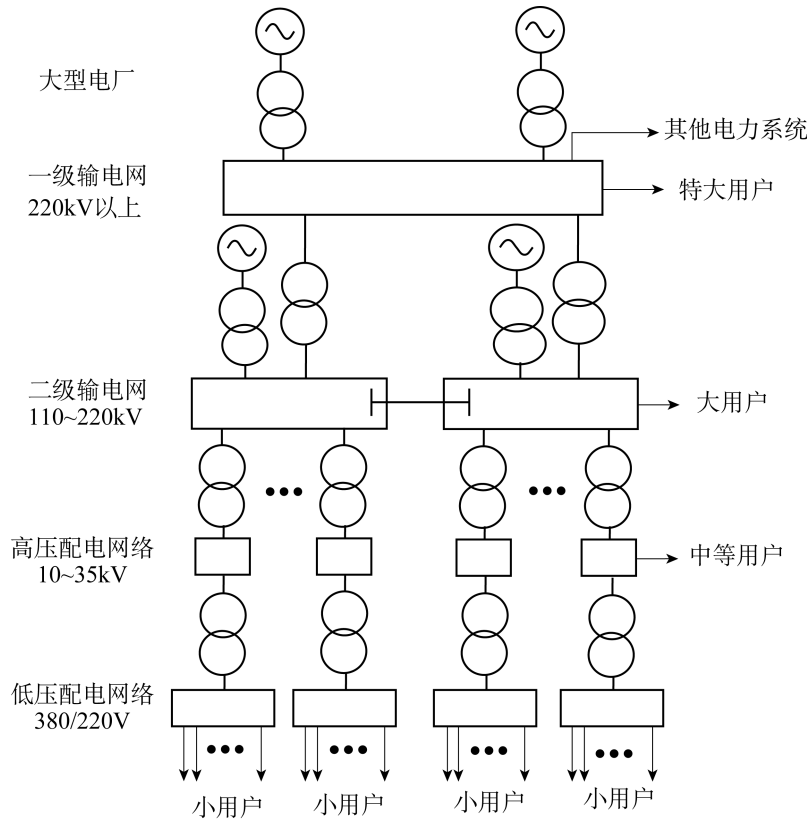 大型电厂
其他电力系统
一级输电网
220kV以上
特大用户
二级输电网
110~220kV
大用户
高压配电网络
10~35kV
中等用户
低压配电网络
380/220V
小用户
小用户
小用户
小用户